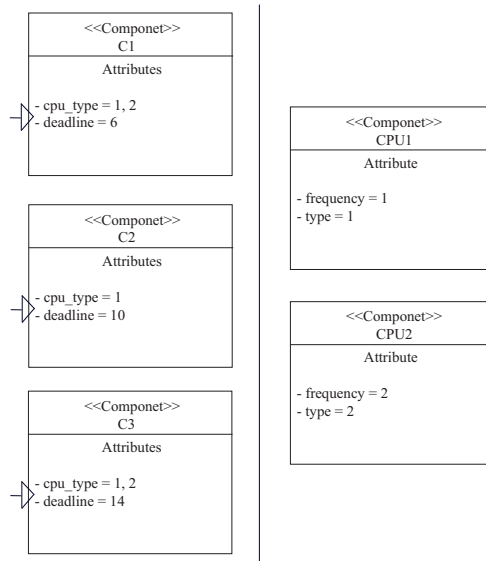 <<Componet>>
C1
Attributes
- cpu_type = 1, 2
- deadline = 6
<<Componet>>
C2
Attributes
- cpu_type = 1
- deadline = 10
<<Componet>>
C3
Attributes
- cpu_type = 1, 2
- deadline = 14
<<Componet>>
CPU1
Attribute
- frequency = 1
- type = 1
<<Componet>>
CPU2
Attribute
- frequency = 2
- type = 2